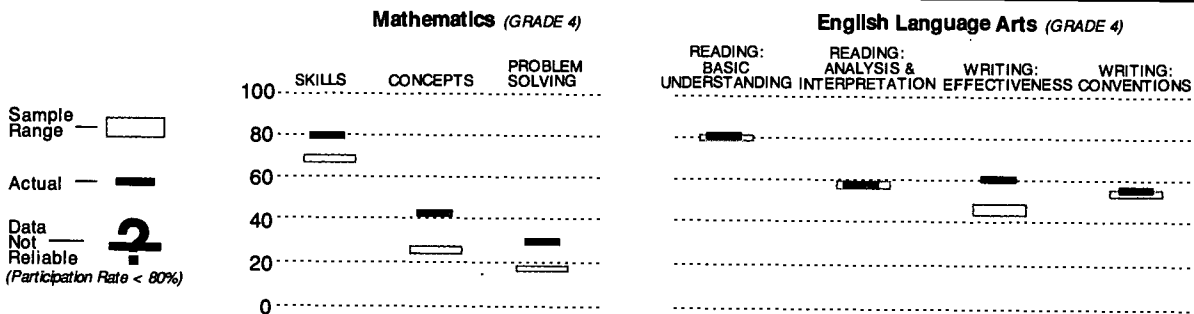 Mathematics (GRADE 4)
SKILLS
CONCEPTS
PROBLEM
SOLVING
100
80
60
40
20
0
Sample
Range
Actual
Data
Not
Reliable
?
(Participation Rate < 80%)
English Language Arts (GRADE 4)
READING:
BASIC
UNDERSTANDING
READING:
ANALYSIS &
INTERPRETATION
WRITING:
EFFECTIVENESS
WRITING:
CONVENTIONS